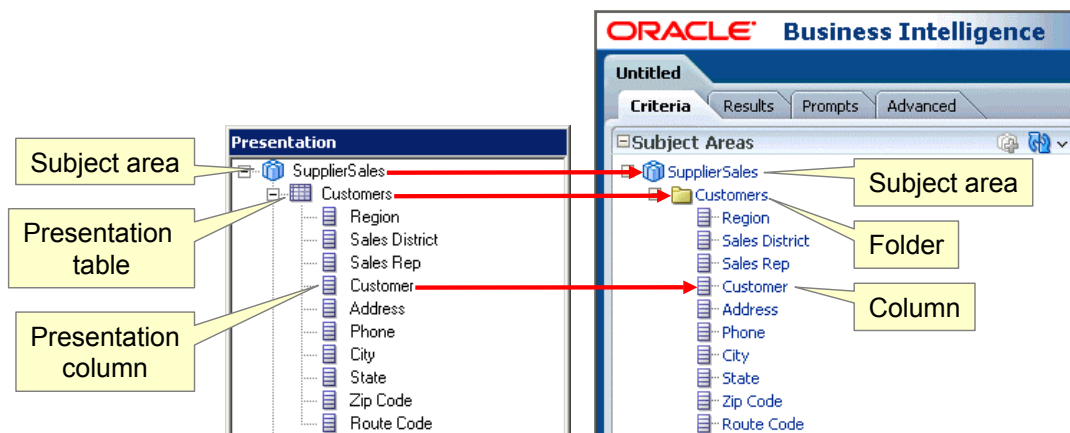 ORACLE Business Intelligence
Untitled
Criteria Results Prompts Advanced
Subject Areas
SupplierSales
Customers
Region
Sales District
Sales Rep
Customer
Address
Phone
City
State
Zip Code
Route Code
Subject area
Folder
Column
Presentation
SupplierSales
Customers
Region
Sales District
Sales Rep
Customer
Address
Phone
City
State
Zip Code
Route Code
Subject area
Presentation
table
Presentation
column